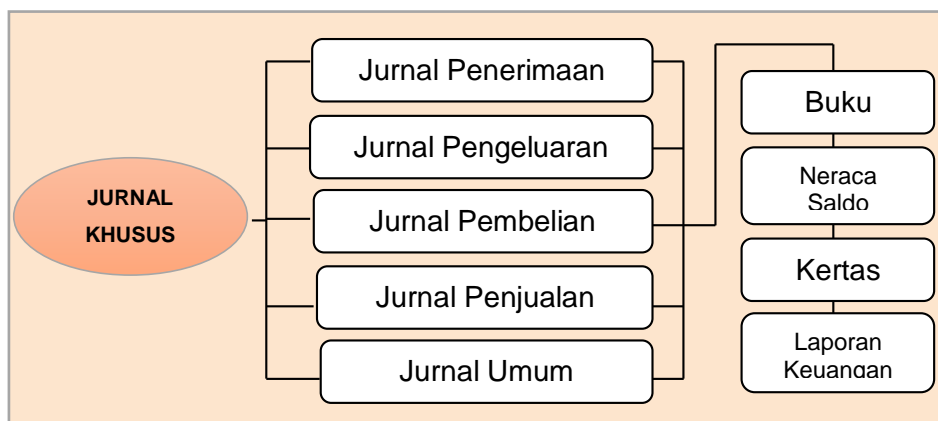 JURNAL
KHUSUS
Jurnal Penerimaan
Jurnal Pengeluaran
Jurnal Pembelian
Jurnal Penjualan
Jurnal Umum
Buku
Neraca
Saldo
Kertas
Laporan
Keuangan